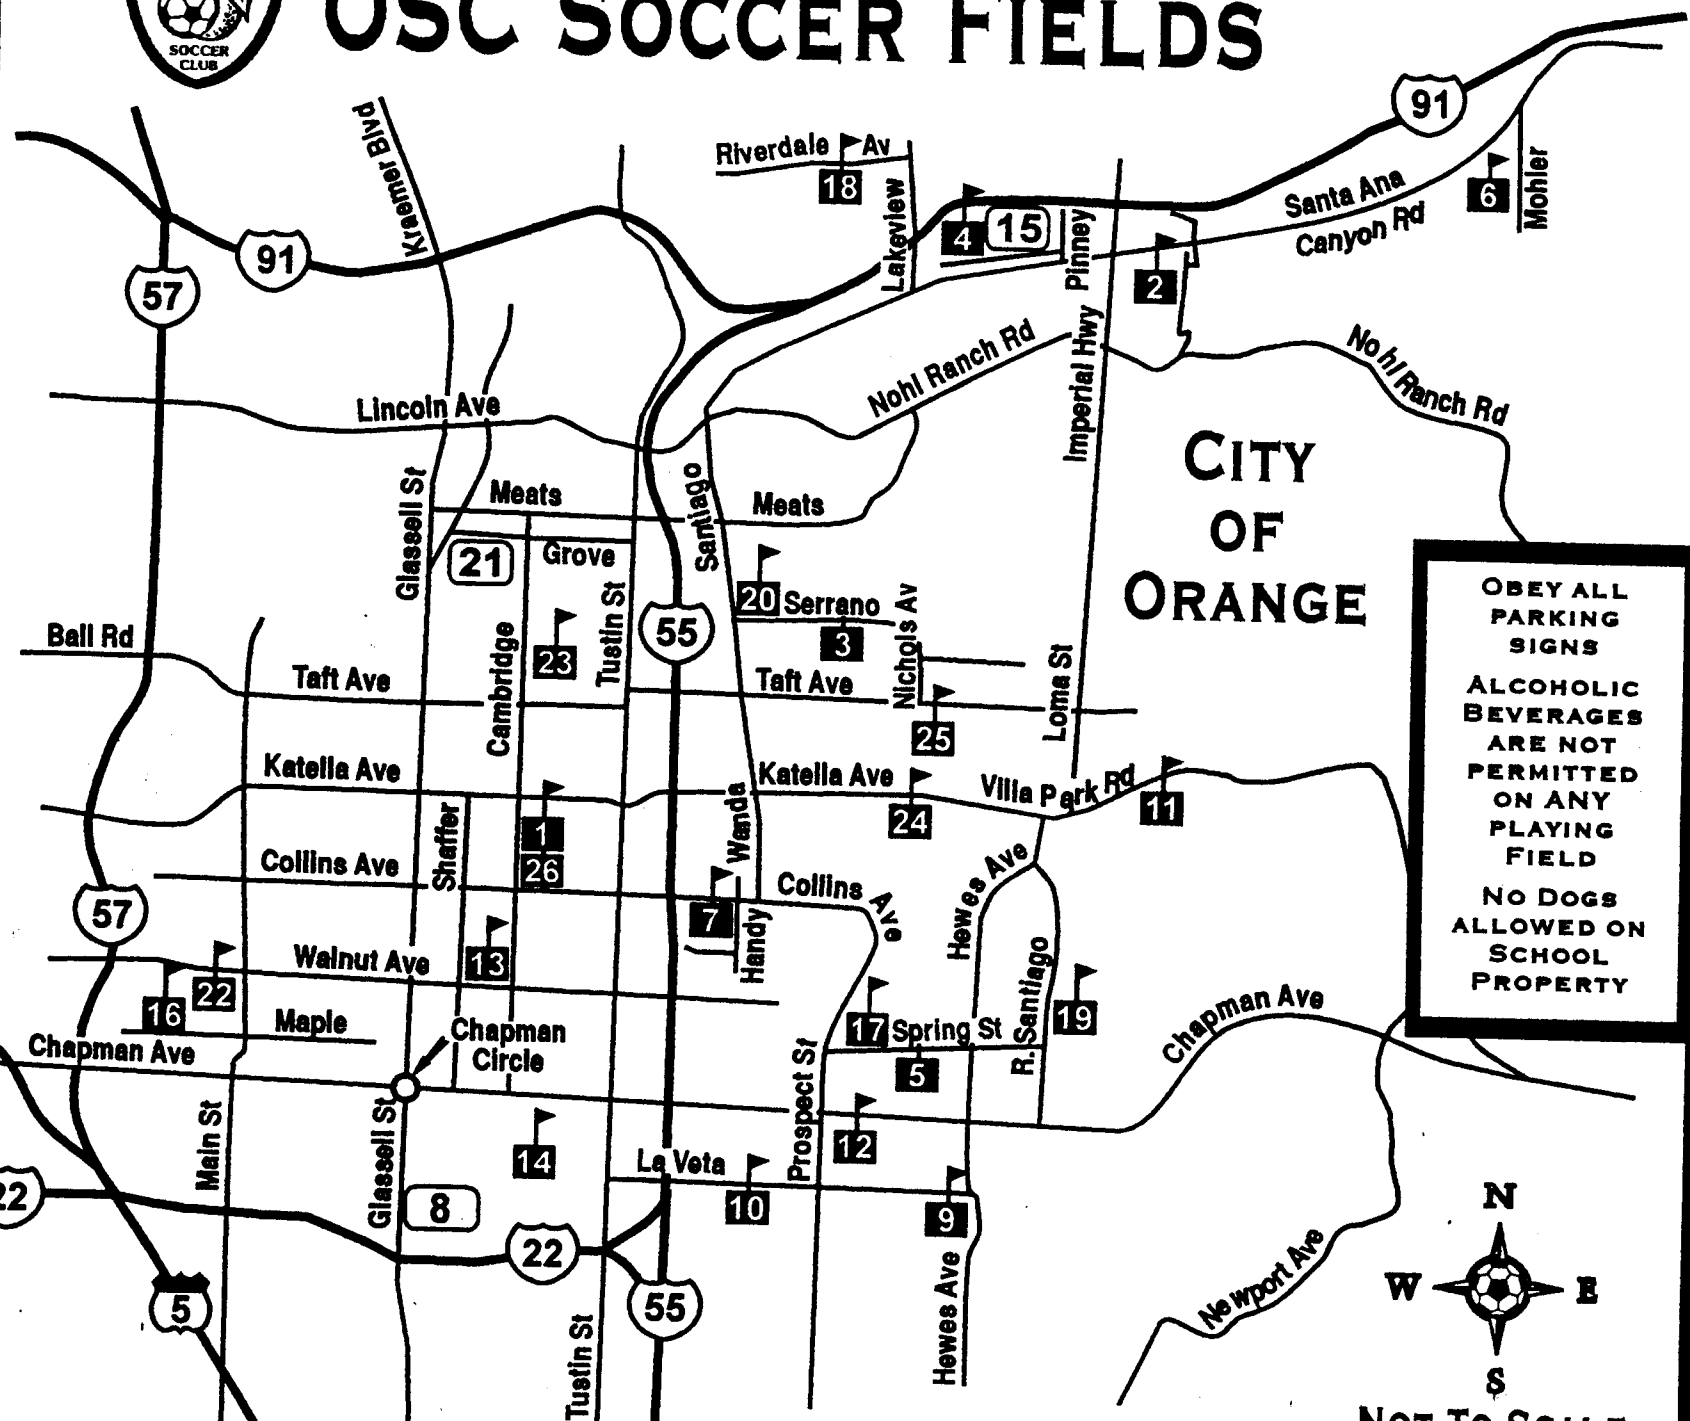 OSC SOCCER FIELDS
SOCCER
CLUB
91
Kraemer Blvd
Riverdale Av
18
Lakeview
4
15
Pinney
Santa Ana
Canyon Rd
6
Mohler
91
57
2
Imperial Hwy
Nohl Ranch Rd
Nohl Ranch Rd
Lincoln Ave
CITY
OF
ORANGE
Glassell St
Meats
Santiago
Meats
21
Grove
20
Serrano
3
Nichols Av
Tustin St
55
Ball Rd
Cambridge
23
Taft Ave
Taft Ave
25
Loma St
Katella Ave
Katella Ave
Villa Park Rd
11
24
Shaffer
1
26
Wanda
Collins Ave
Collins Ave
7
Handy
Hewes Ave
57
Walnut Ave
13
22
16
Maple
Chapman
Circle
17
Spring St
5
R. Santiago
19
Chapman Ave
Chapman Ave
Prospect St
12
Main St
Glassell St
14
La Veta
10
9
8
22
22
5
55
Tustin St
Hewes Ave
Newport Ave
OBEY ALL
PARKING
SIGNS
ALCOHOLIC
BEVERAGES
ARE NOT
PERMITTED
ON ANY
PLAYING
FIELD
NO DOGS
ALLOWED ON
SCHOOL
PROPERTY
N
W E
S
NOT TO SCALE